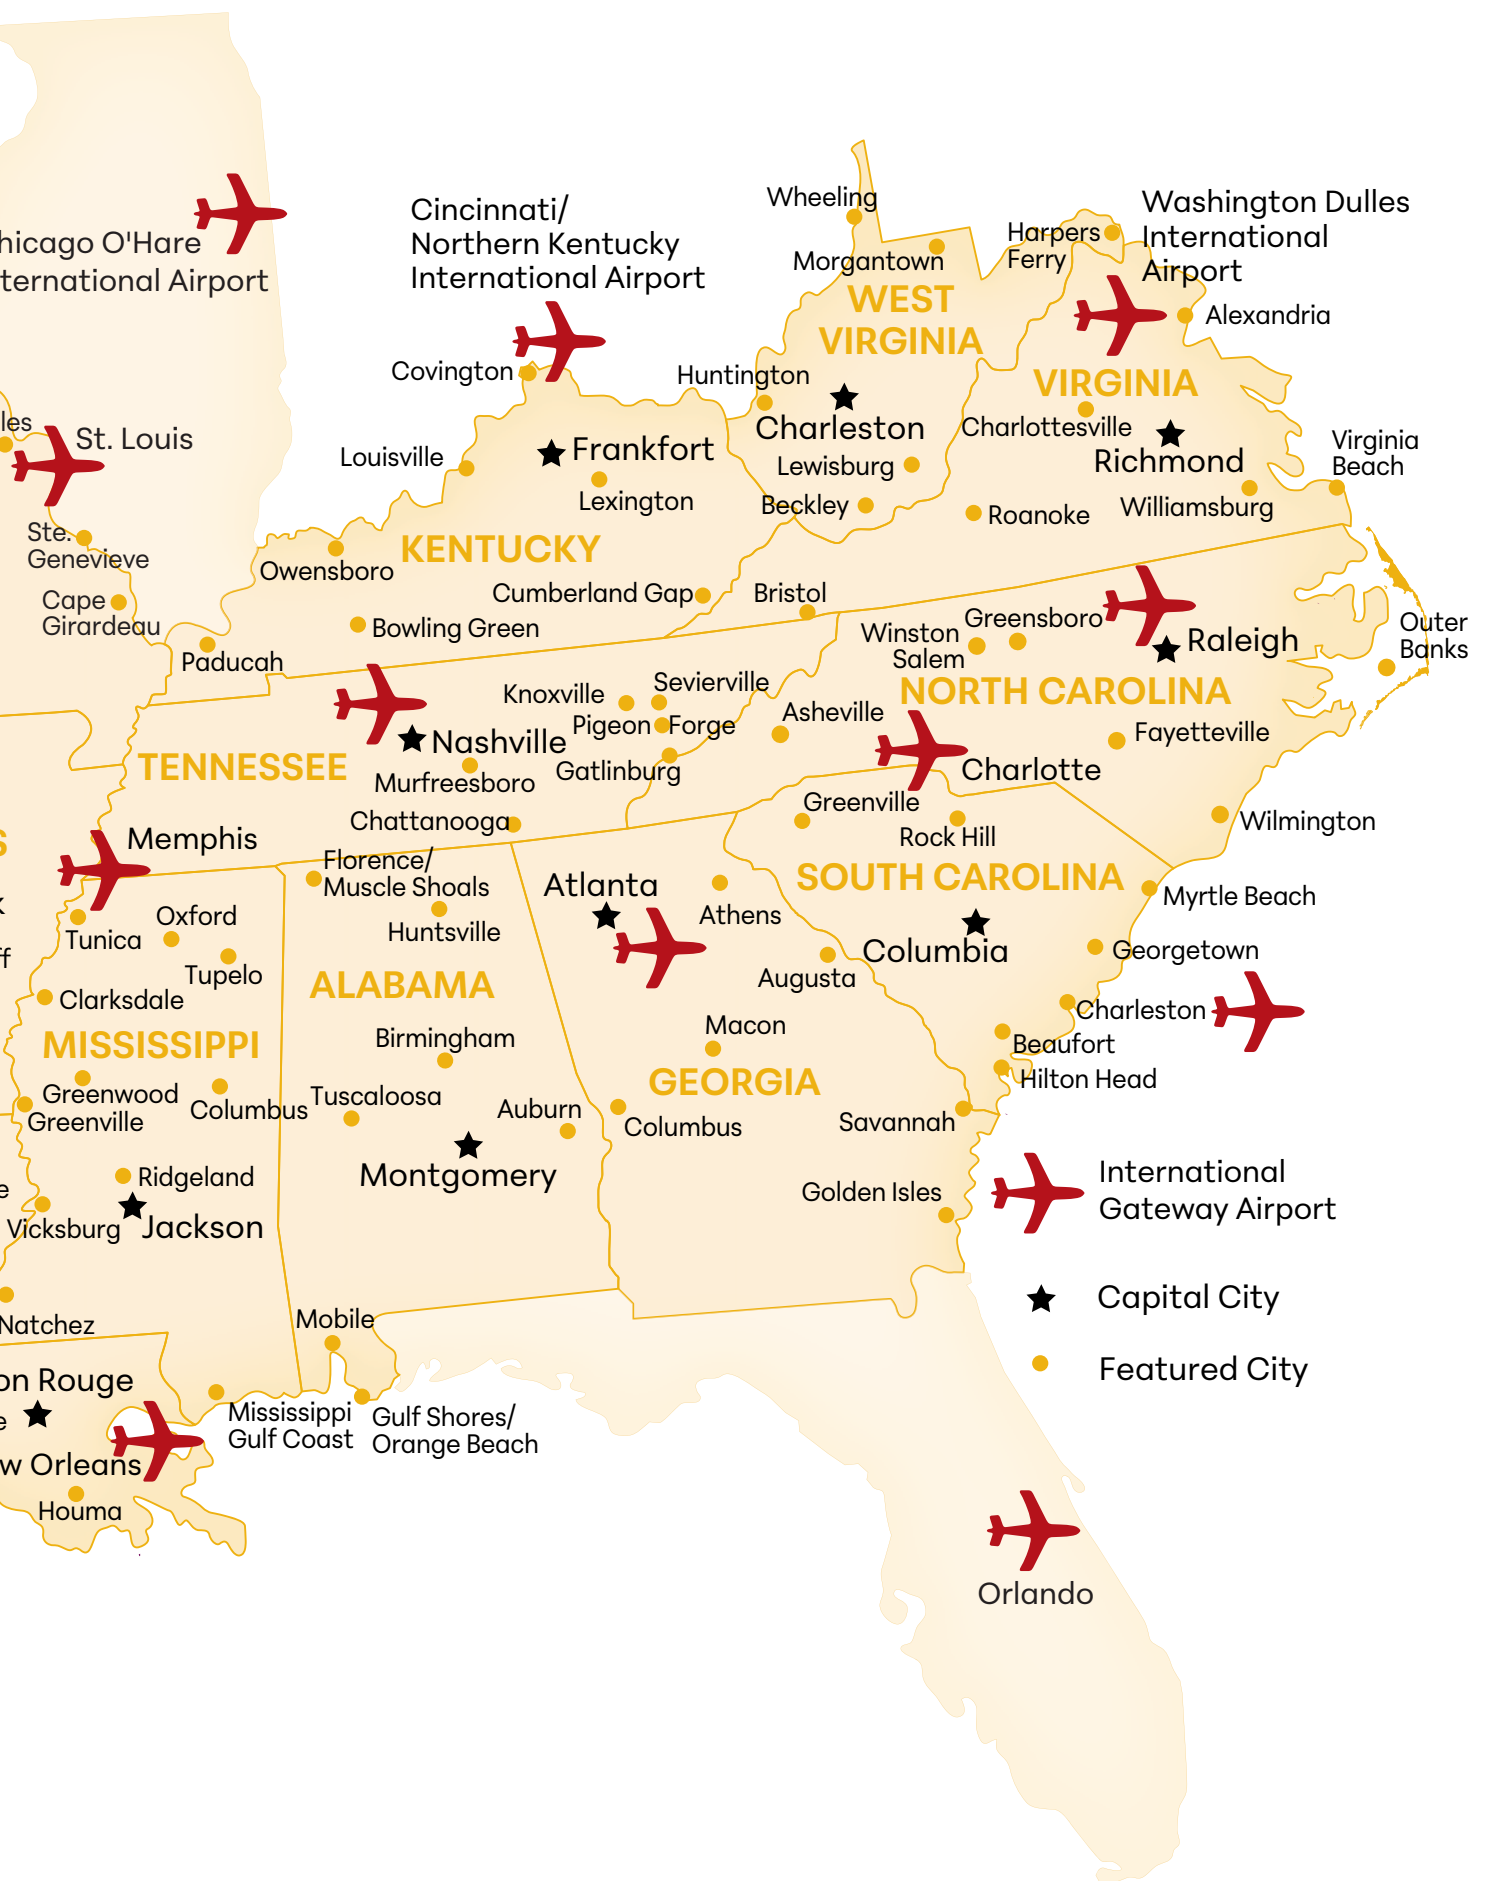 hicago O'Hare
ternational Airport
Cincinnati/
Northern Kentucky
International Airport
Wheeling
Morgantown
Harpers
Ferry
Washington Dulles
International
Airport
Alexandria
WEST
VIRGINIA
VIRGINIA
Covington
Huntington
Charleston
Charlottesville
Richmond
Virginia
Beach
les
St. Louis
Louisville
Frankfort
Lexington
Lewisburg
Beckley
Roanoke
Williamsburg
Ste.
Genevieve
KENTUCKY
Owensboro
Cape
Girardeau
Cumberland Gap
Bristol
Bowling Green
Paducah
Winston
Salem
Greensboro
Raleigh
Outer
Banks
NORTH CAROLINA
Knoxville
Sevierville
Pigeon Forge
Asheville
Fayetteville
Nashville
TENNESSEE
Murfreesboro
Gatlinburg
Charlotte
Chattanooga
Greenville
Rock Hill
Wilmington
S
Memphis
Florence/
Muscle Shoals
Huntsville
Atlanta
Athens
SOUTH CAROLINA
Myrtle Beach
k
Oxford
Tunica
Tupelo
ff
Columbia
Georgetown
Augusta
ALABAMA
Clarksdale
Charleston
MISSISSIPPI
Birmingham
Macon
Beaufort
Hilton Head
GEORGIA
Greenwood
Greenville
Columbus
Tuscaloosa
Auburn
Columbus
Savannah
Montgomery
Ridgeland
e
Vicksburg
Jackson
Golden Isles
International
Gateway Airport
Capital City
Featured City
Natchez
Mobile
on Rouge
e
Mississippi
Gulf Coast
Gulf Shores/
Orange Beach
w Orleans
Houma
Orlando